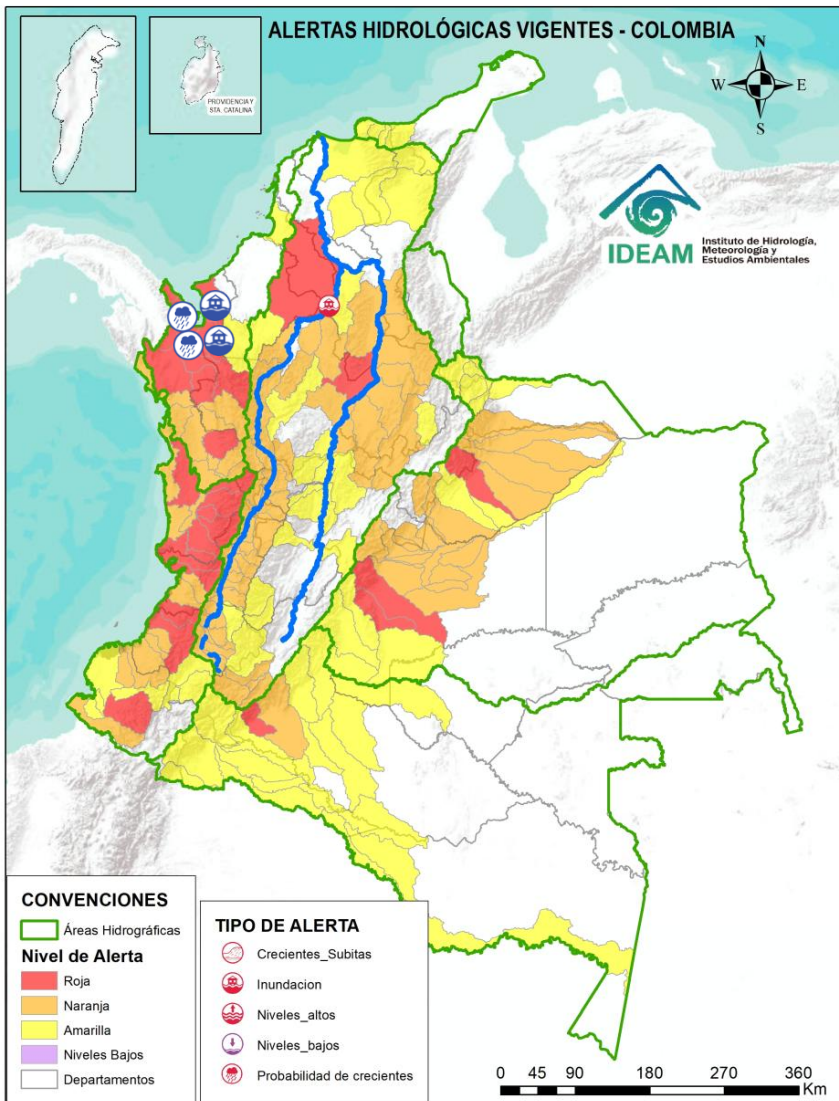 ALERTAS HIDROLÓGICAS VIGENTES - COLOMBIA
PROVIDENCIA Y
STA. CATALINA
N
W E
S
IDEAM
Instituto de Hidrología,
Meteorología y
Estudios Ambientales
CONVENCIONES
Áreas Hidrográficas
Nivel de Alerta
Roja
Naranja
Amarilla
Niveles Bajos
Departamentos
TIPO DE ALERTA
Crecientes_Subitas
Inundacion
Niveles_altos
Niveles_bajos
Probabilidad de crecientes
0 45 90 180 270 360
Km